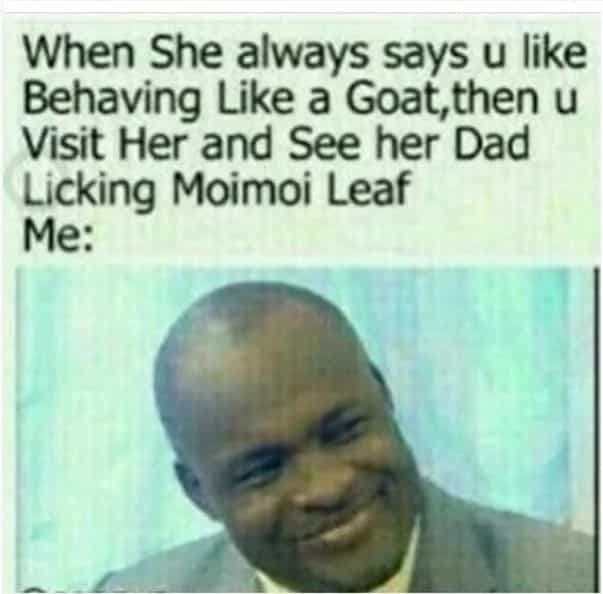 When She always says u like
Behaving Like a Goat,then u
Visit Her and See her Dad
Licking Moimoi Leaf
Me: